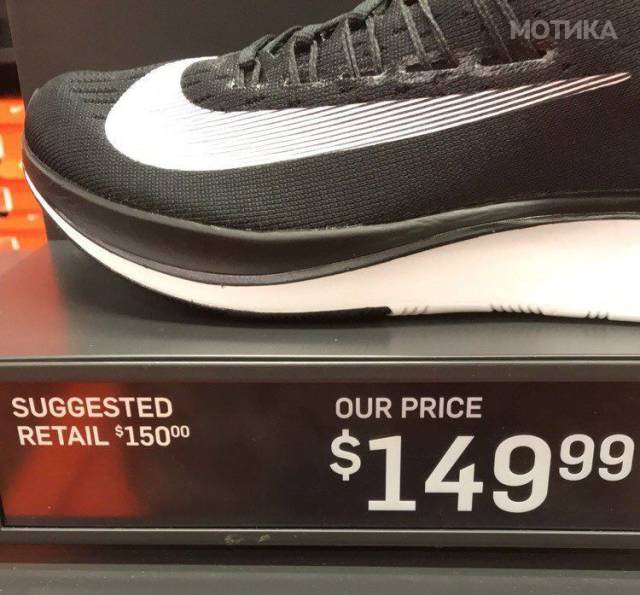 МОТИКА
SUGGESTED
RETAIL $150⁰⁰
OUR PRICE
$149⁹⁹